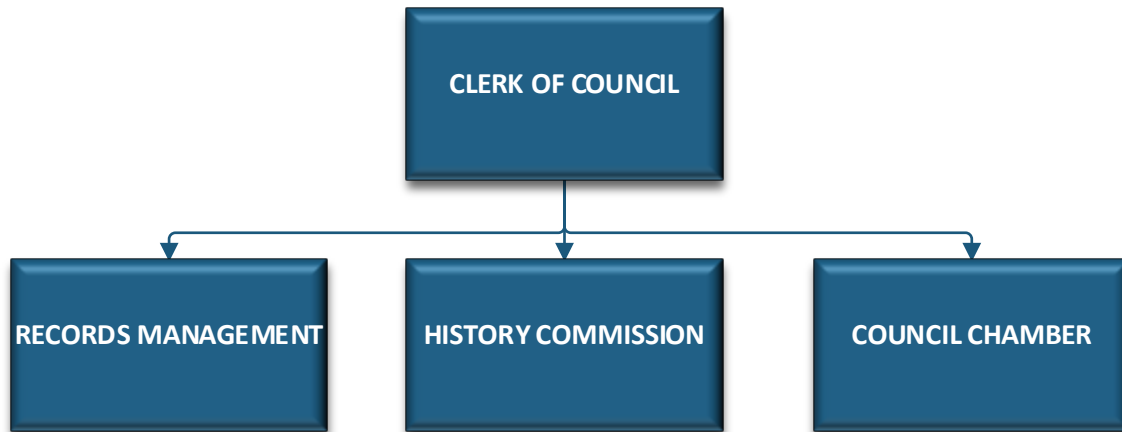 CLERK OF COUNCIL
RECORDS MANAGEMENT
HISTORY COMMISSION
COUNCIL CHAMBER